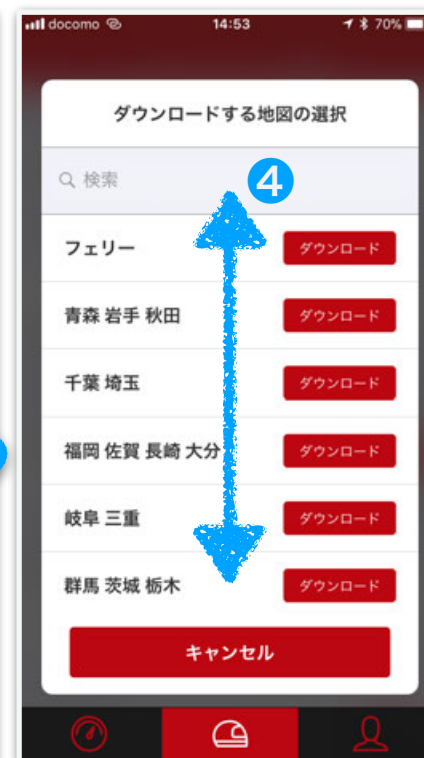 docomo 14:53 70%
ダウンロードする地図の選択
検索 4
フェリー ダウンロード
青森 岩手 秋田 ダウンロード
千葉 埼玉 ダウンロード
福岡 佐賀 長崎 大分 ダウンロード
岐阜 三重 ダウンロード
群馬 茨城 栃木 ダウンロード
キャンセル